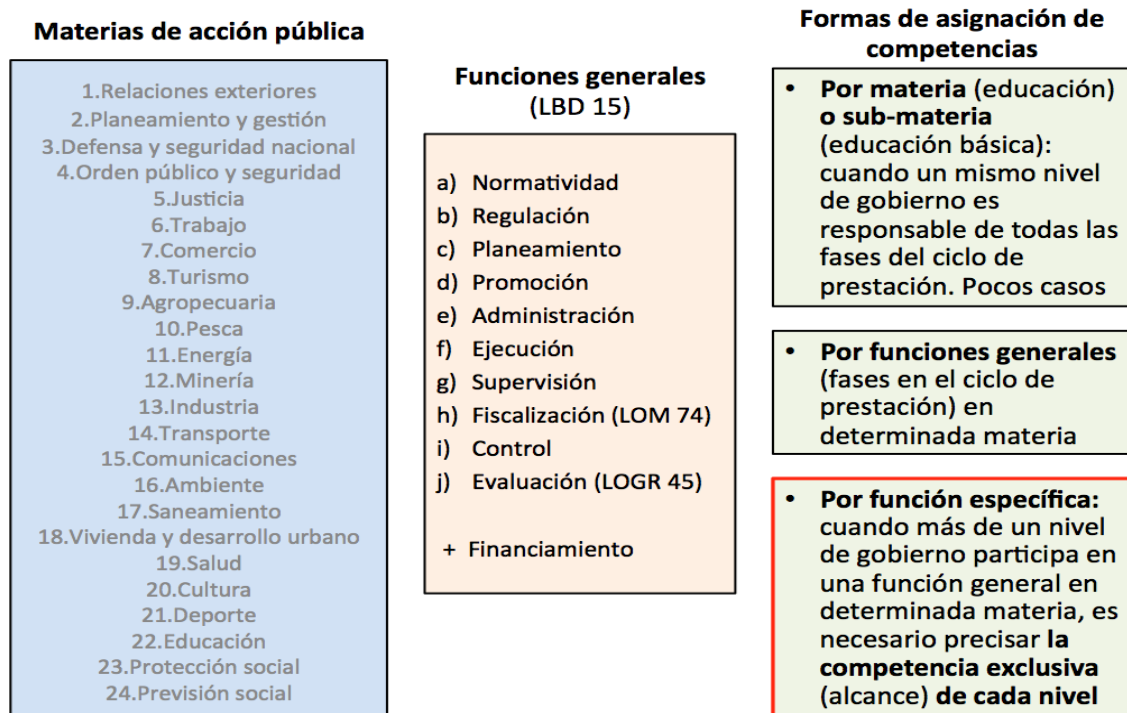 Materias de acción pública
1.Relaciones exteriores
2.Planeamiento y gestión
3.Defensa y seguridad nacional
4.Orden público y seguridad
5.Justicia
6.Trabajo
7.Comercio
8.Turismo
9.Agropecuaria
10.Pesca
11.Energía
12.Minería
13.Industria
14.Transporte
15.Comunicaciones
16.Ambiente
17.Saneamiento
18.Vivienda y desarrollo urbano
19.Salud
20.Cultura
21.Deporte
22.Educación
23.Protección social
24.Previsión social
Funciones generales
(LBD 15)
a) Normatividad
b) Regulación
c) Planeamiento
d) Promoción
e) Administración
f) Ejecución
g) Supervisión
h) Fiscalización (LOM 74)
i) Control
j) Evaluación (LOGR 45)
+ Financiamiento
Formas de asignación de
competencias
• Por materia (educación)
o sub-materia
(educación básica):
cuando un mismo nivel
de gobierno es
responsable de todas las
fases del ciclo de
prestación. Pocos casos
• Por funciones generales
(fases en el ciclo de
prestación) en
determinada materia
• Por función específica:
cuando más de un nivel
de gobierno participa en
una función general en
determinada materia, es
necesario precisar la
competencia exclusiva
(alcance) de cada nivel